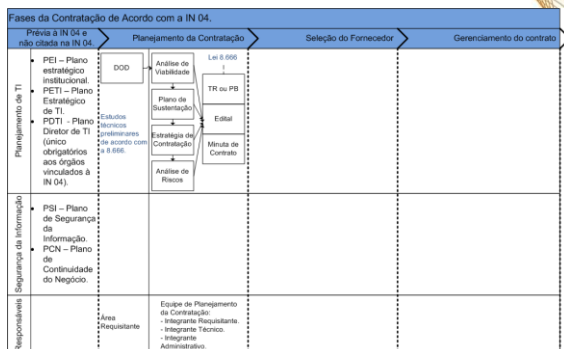 Fases da Contratação de Acordo com a IN 04.
Prévia à IN 04 e
não citada na IN 04.
Planejamento da Contratação
Seleção do Fornecedor
Gerenciamento do contrato
Planejamento de TI
• PEI – Plano
estratégico
institucional.
• PETI – Plano
Estratégico
de TI.
• PDTI - Plano
Diretor de TI
(único
obrigatórios
aos órgãos
vinculados à
IN 04).
DOD
Estudos
técnicos
preliminares
de acordo com
a 8.666.
Análise de
Viabilidade
Plano de
Sustentação
Estratégia de
Contratação
Análise de
Riscos
Lei 8.666
TR ou PB
Edital
Minuta de
Contrato
Segurança da Informação
• PSI – Plano
de Segurança
da
Informação.
• PCN – Plano
de
Continuidade
do Negócio.
Responsáveis
Área
Requisitante
Equipe de Planejamento
da Contratação:
- Integrante Requisitante.
- Integrante Técnico.
- Integrante
Administrativo.